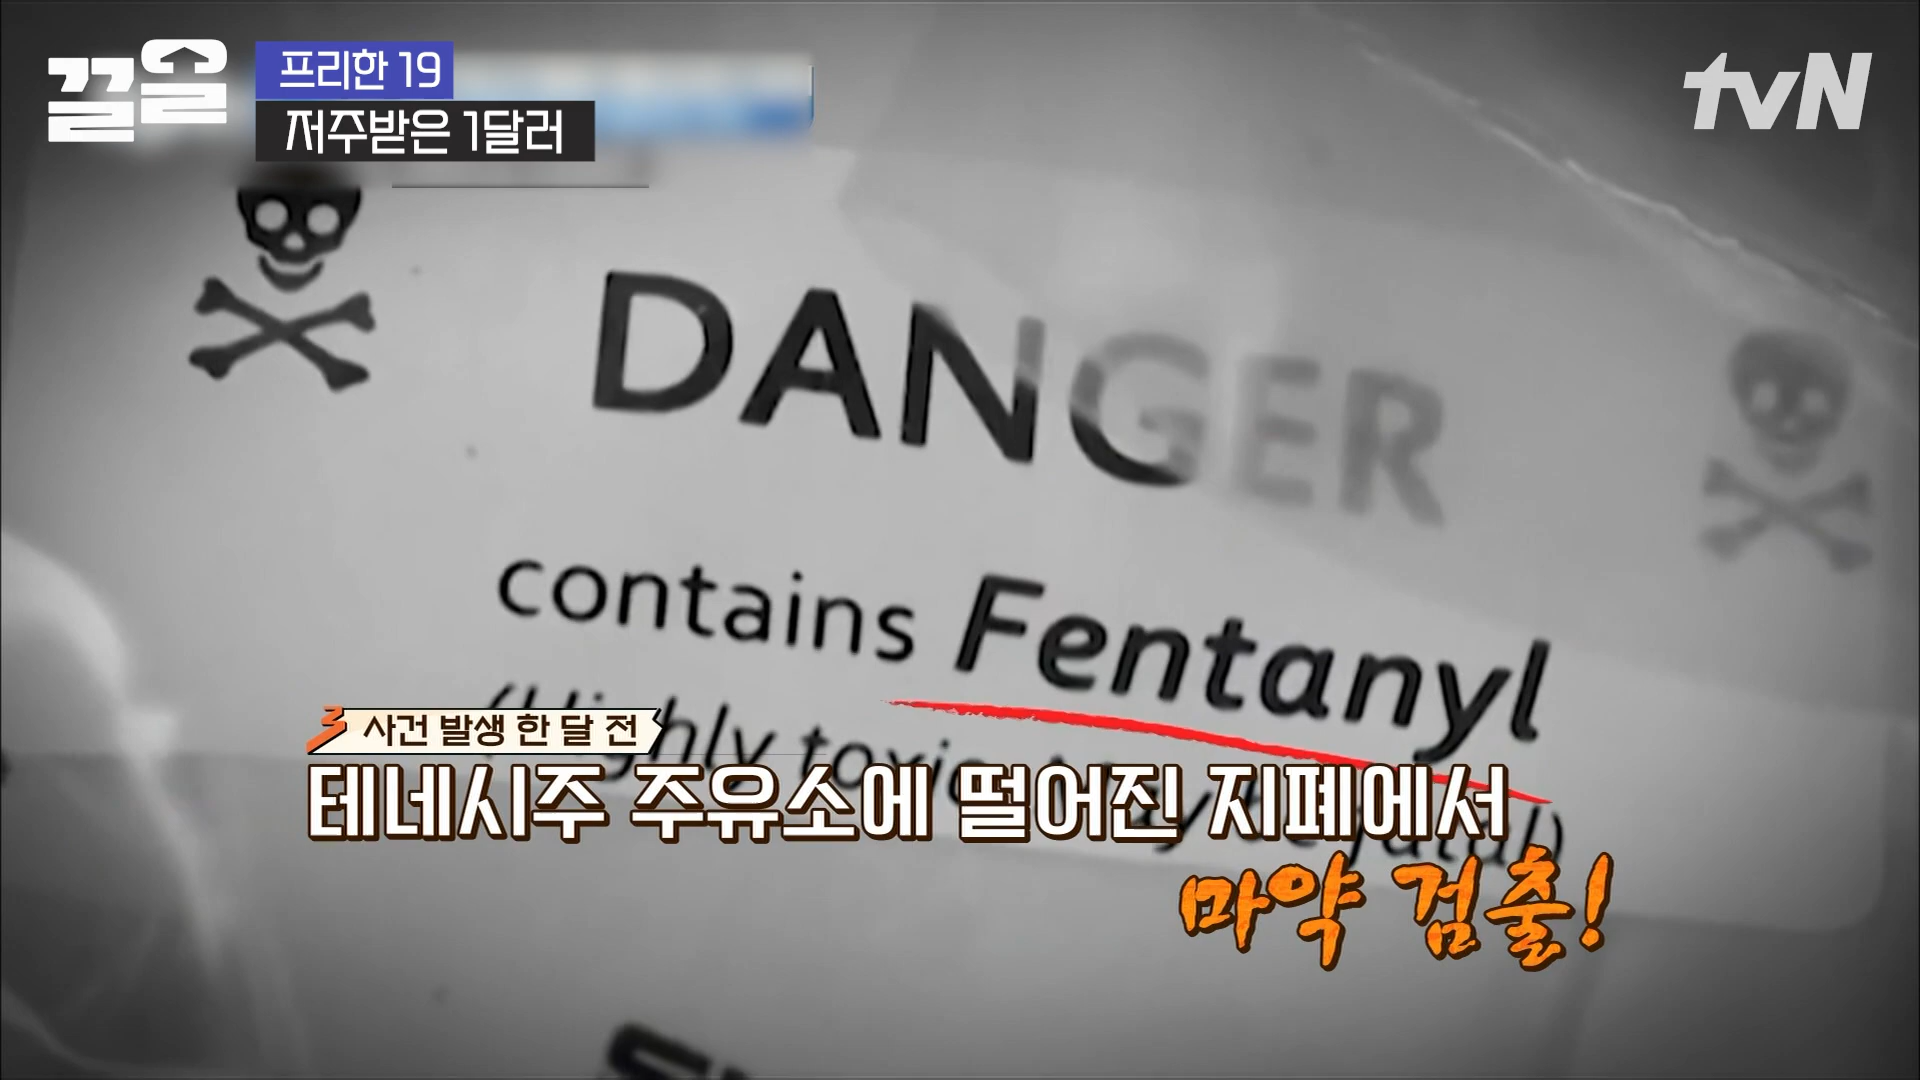 끌올
프리한 19
저주받은 1달러
tvN
DANGER
contains Fentanyl
(Highly toxic
사건 발생 한 달 전
테네시주 주유소에 떨어진 지폐에서
마약 검출!